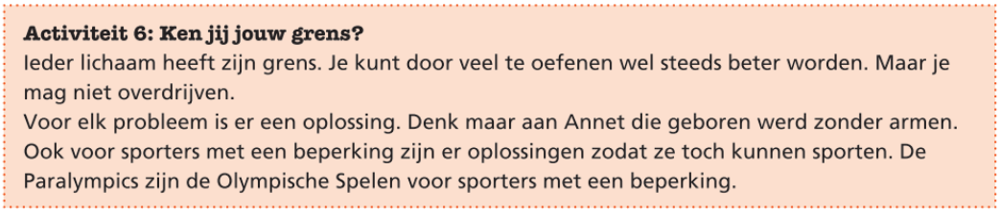 Activiteit 6: Ken jij jouw grens?
Ieder lichaam heeft zijn grens. Je kunt door veel te oefenen wel steeds beter worden. Maar je
mag niet overdrijven.
Voor elk probleem is er een oplossing. Denk maar aan Annet die geboren werd zonder armen.
Ook voor sporters met een beperking zijn er oplossingen zodat ze toch kunnen sporten. De
Paralympics zijn de Olympische Spelen voor sporters met een beperking.